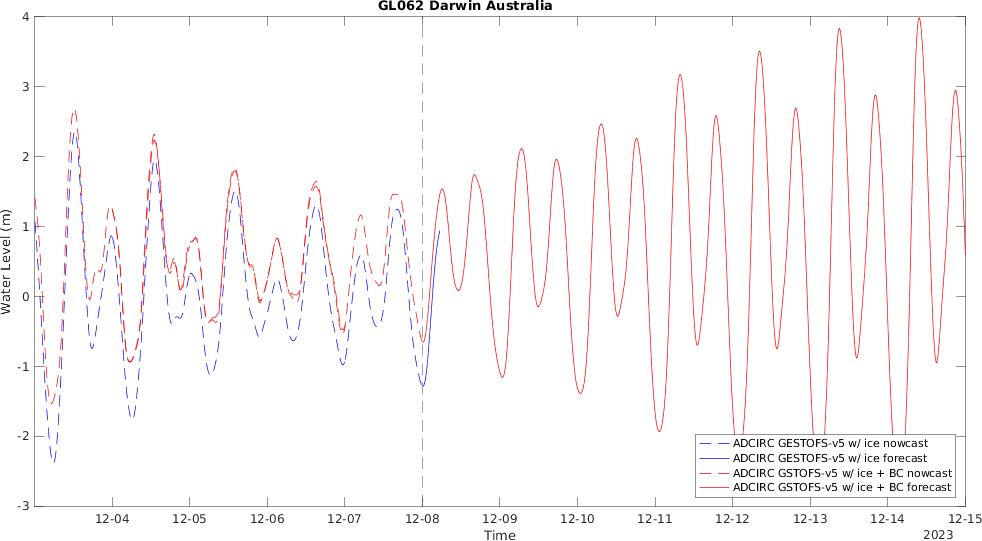 GL062 Darwin Australia
4
3
2
1
0
-1
-2
-3
Water Level (m)
ADCIRC GESTOFS-v5 w/ ice nowcast
ADCIRC GESTOFS-v5 w/ ice forecast
ADCIRC GSTOFS-v5 w/ ice + BC nowcast
ADCIRC GSTOFS-v5 w/ ice + BC forecast
12-04 12-05 12-06 12-07 12-08 12-09 12-10 12-11 12-12 12-13 12-14 12-15
Time
2023